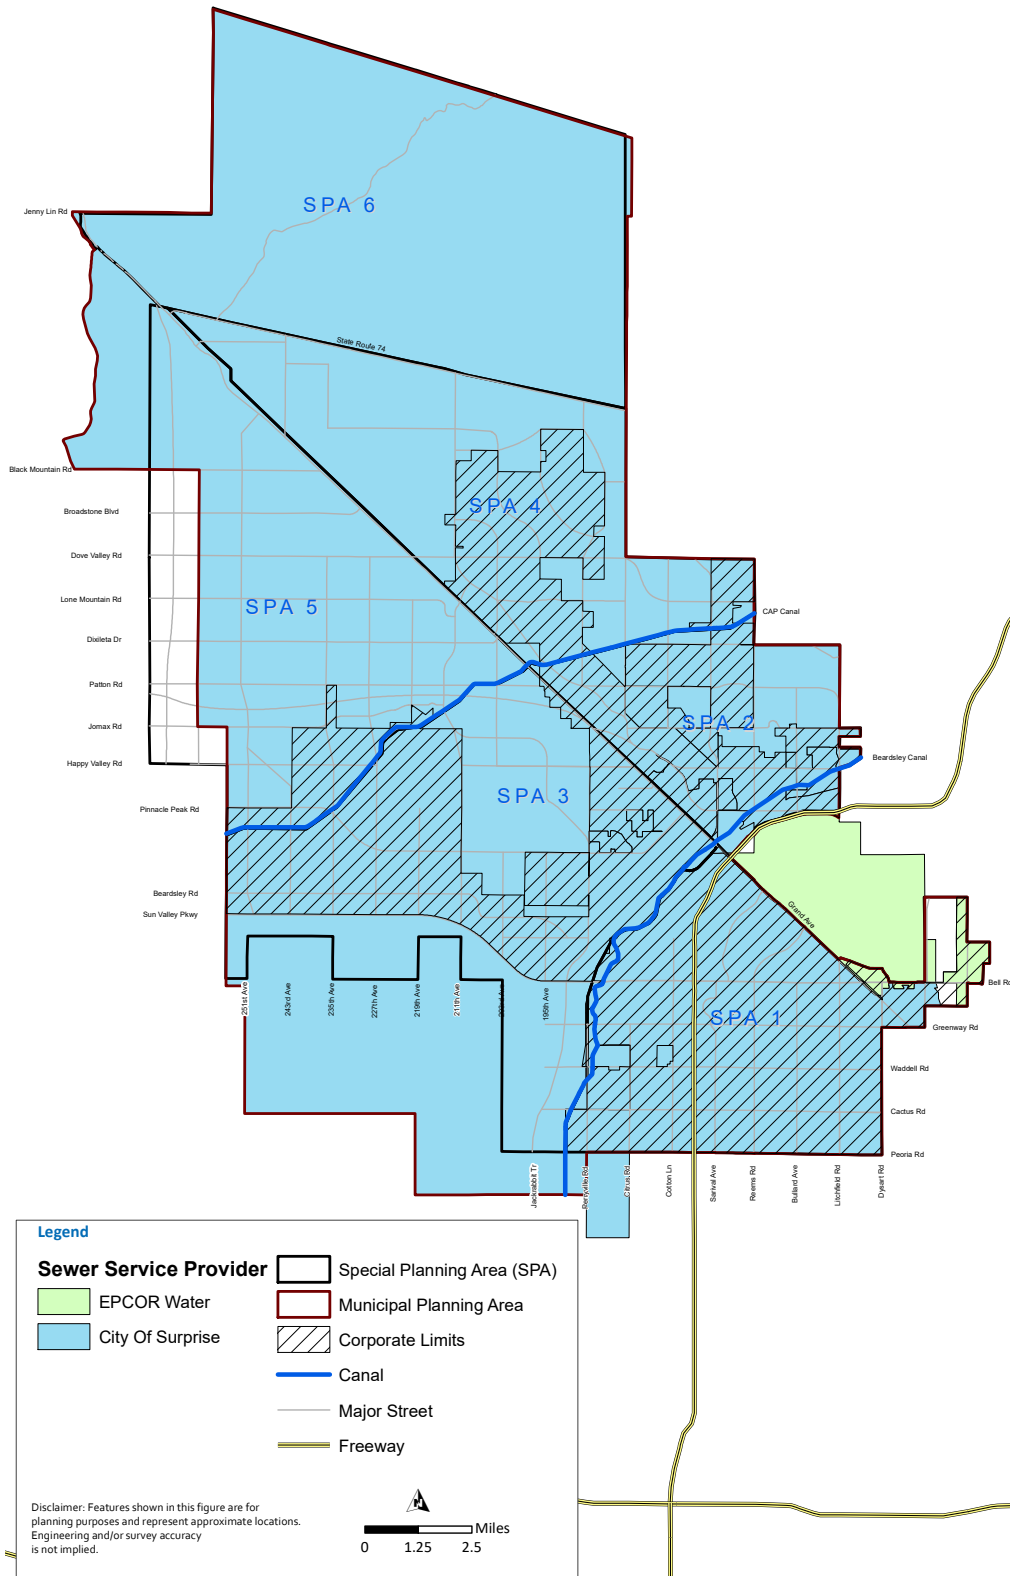 SPA 6
Jenny Lin Rd
State Route 74
Black Mountain Rd
SPA 4
Broadstone Blvd
Dove Valley Rd
Lone Mountain Rd
SPA 5
CAP Canal
Dixileta Dr
Patton Rd
Jomax Rd
SPA 2
Happy Valley Rd
Beardsley Canal
SPA 3
Pinnacle Peak Rd
Beardsley Rd
Sun Valley Pkwy
Grand Ave
251st Ave
243rd Ave
235th Ave
227th Ave
219th Ave
211th Ave
195th Ave
Bell Rd
SPA 1
Greenway Rd
Waddell Rd
Cactus Rd
Peoria Rd
Jackrabbit Tr
Perryville Rd
Citrus Rd
Cotton Ln
Sarival Ave
Reems Rd
Bullard Ave
Litchfield Rd
Dysart Rd
Legend
Sewer Service Provider
EPCOR Water
City Of Surprise
Special Planning Area (SPA)
Municipal Planning Area
Corporate Limits
Canal
Major Street
Freeway
Disclaimer: Features shown in this figure are for
planning purposes and represent approximate locations.
Engineering and/or survey accuracy
is not implied.
N
Miles
0 1.25 2.5